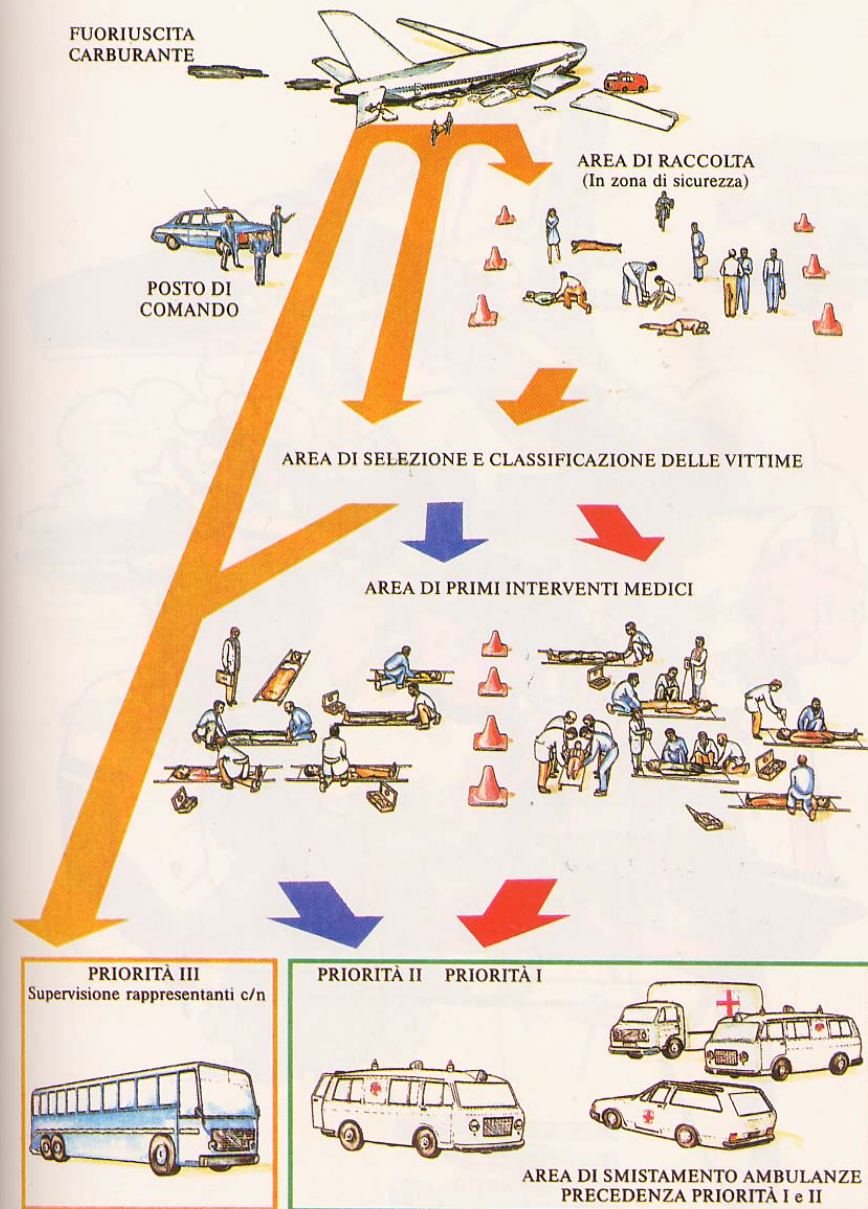 FUORIUSCITA
CARBURANTE
AREA DI RACCOLTA
(In zona di sicurezza)
POSTO DI
COMANDO
AREA DI SELEZIONE E CLASSIFICAZIONE DELLE VITTIME
AREA DI PRIMI INTERVENTI MEDICI
PRIORITÀ III
Supervisione rappresentanti c/n
PRIORITÀ II PRIORITÀ I
AREA DI SMISTAMENTO AMBULANZE
PRECEDENZA PRIORITÀ I e II